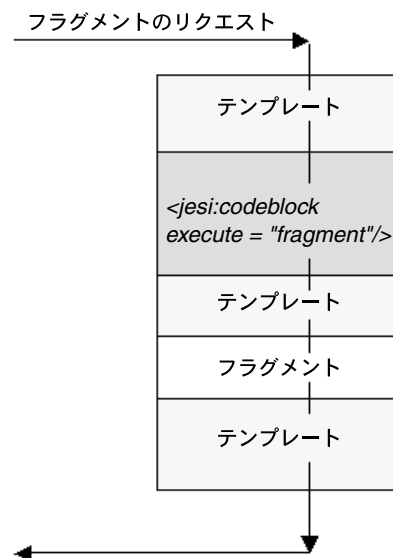 フラグメントのリクエスト
テンプレート
<jesi:codeblock
execute = "fragment"/>
テンプレート
フラグメント
テンプレート